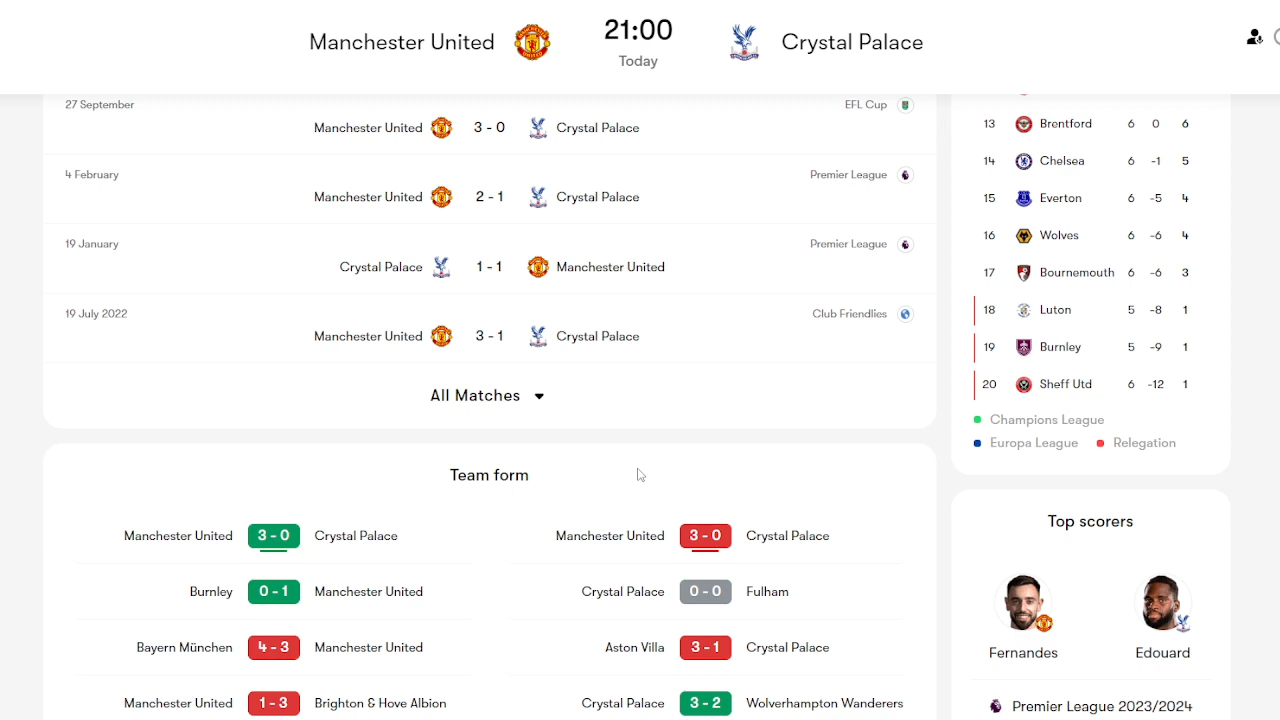 Manchester United 21:00 Crystal Palace
Today
27 September EFL Cup
Manchester United 3 - 0 Crystal Palace
4 February Premier League
Manchester United 2 - 1 Crystal Palace
19 January Premier League
Crystal Palace 1 - 1 Manchester United
19 July 2022 Club Friendlies
Manchester United 3 - 1 Crystal Palace
All Matches
Team form
Manchester United 3 - 0 Crystal Palace
Burnley 0 - 1 Manchester United
Bayern München 4 - 3 Manchester United
Manchester United 1 - 3 Brighton & Hove Albion
Manchester United 3 - 0 Crystal Palace
Crystal Palace 0 - 0 Fulham
Aston Villa 3 - 1 Crystal Palace
Crystal Palace 3 - 2 Wolverhampton Wanderers
13 Brentford 6 0 6
14 Chelsea 6 -1 5
15 Everton 6 -5 4
16 Wolves 6 -6 4
17 Bournemouth 6 -6 3
18 Luton 5 -8 1
19 Burnley 5 -9 1
20 Sheff Utd 6 -12 1
Champions League
Europa League Relegation
Top scorers
Fernandes Edouard
Premier League 2023/2024